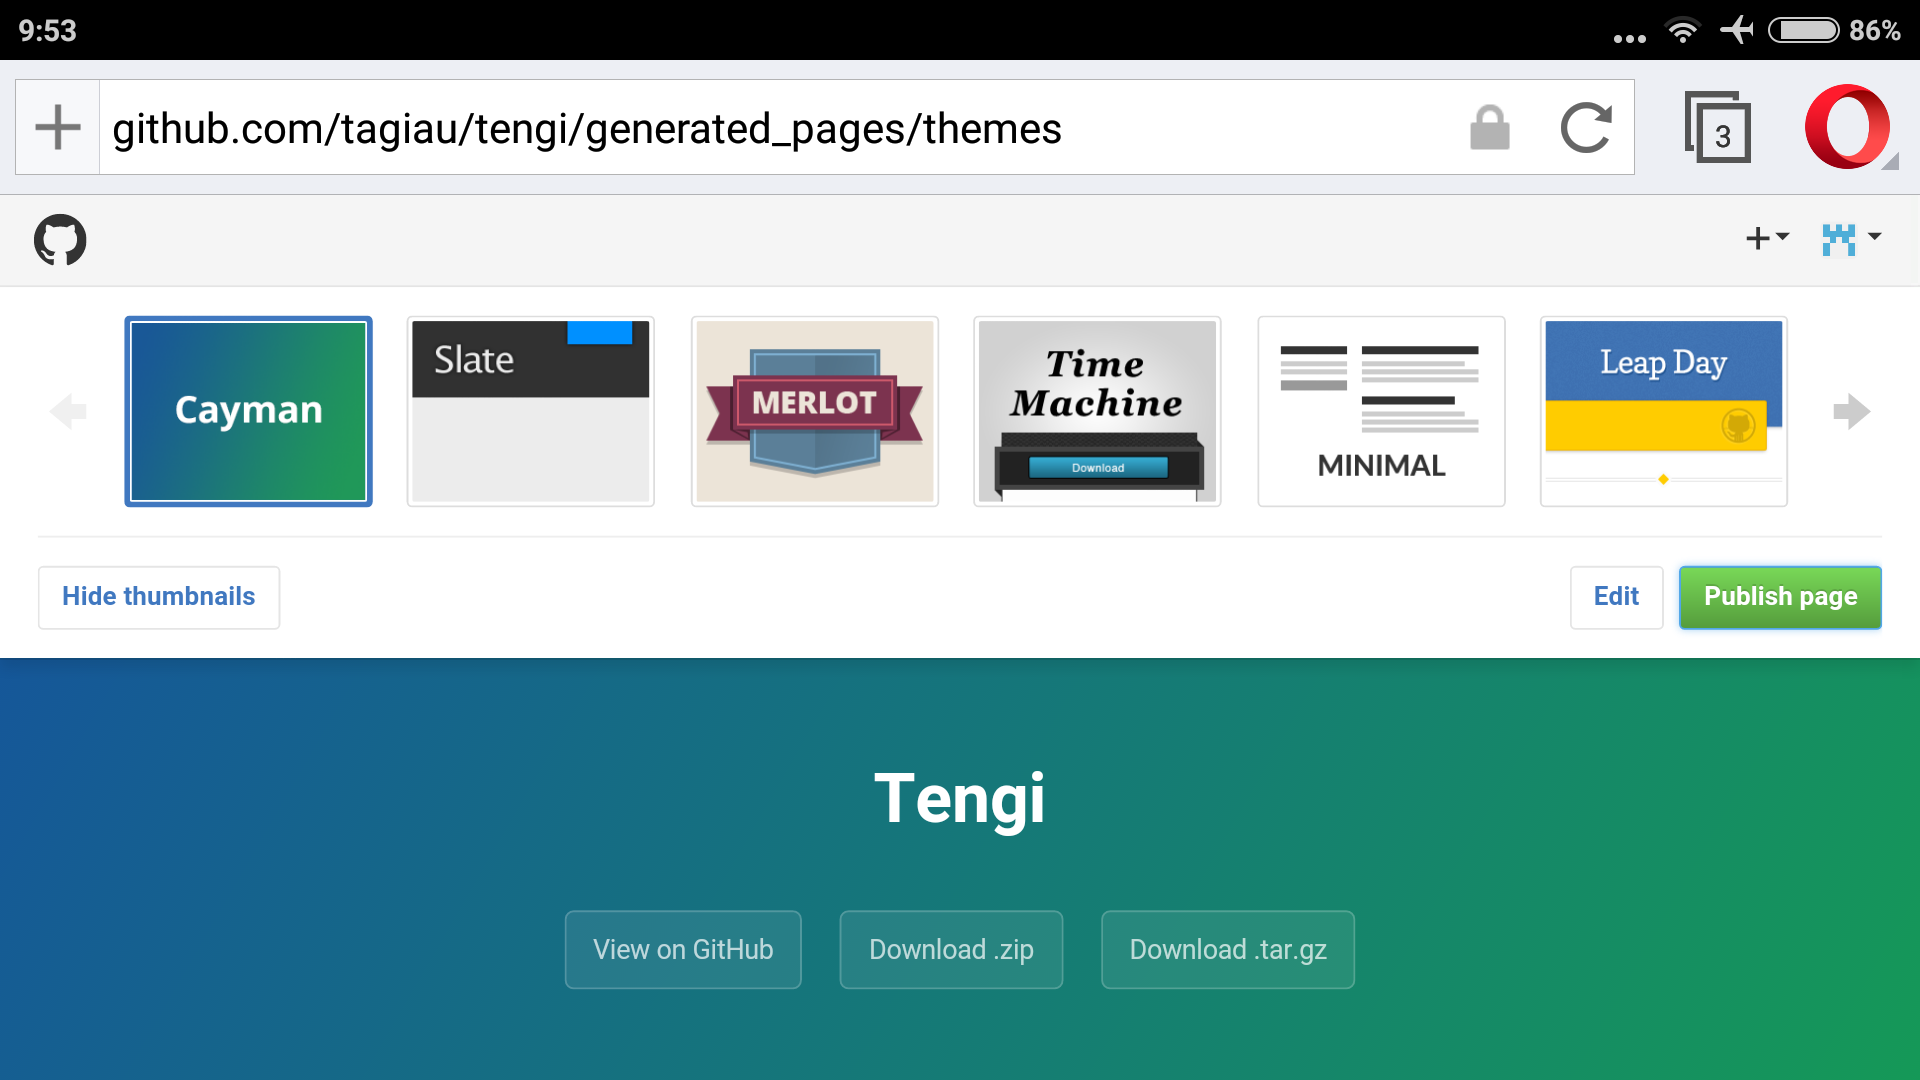 9:53
86%
github.com/tagiau/tengi/generated_pages/themes
3
Cayman
Slate
MERLOT
Time
Machine
Download
MINIMAL
Leap Day
Hide thumbnails
Edit
Publish page
Tengi
View on GitHub
Download .zip
Download .tar.gz